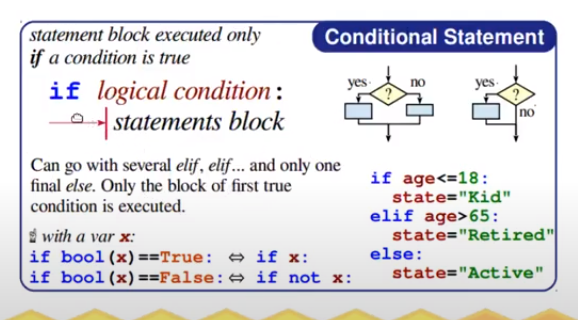 statement block executed only
if a condition is true
Conditional Statement
if logical condition:
statements block
yes
?
no
yes
?
no
Can go with several elif, elif... and only one
final else. Only the block of first true
condition is executed.
with a var x:
if bool(x)==True: ⇔ if x:
if bool(x)==False: ⇔ if not x:
if age<=18:
state="Kid"
elif age>65:
state="Retired"
else:
state="Active"